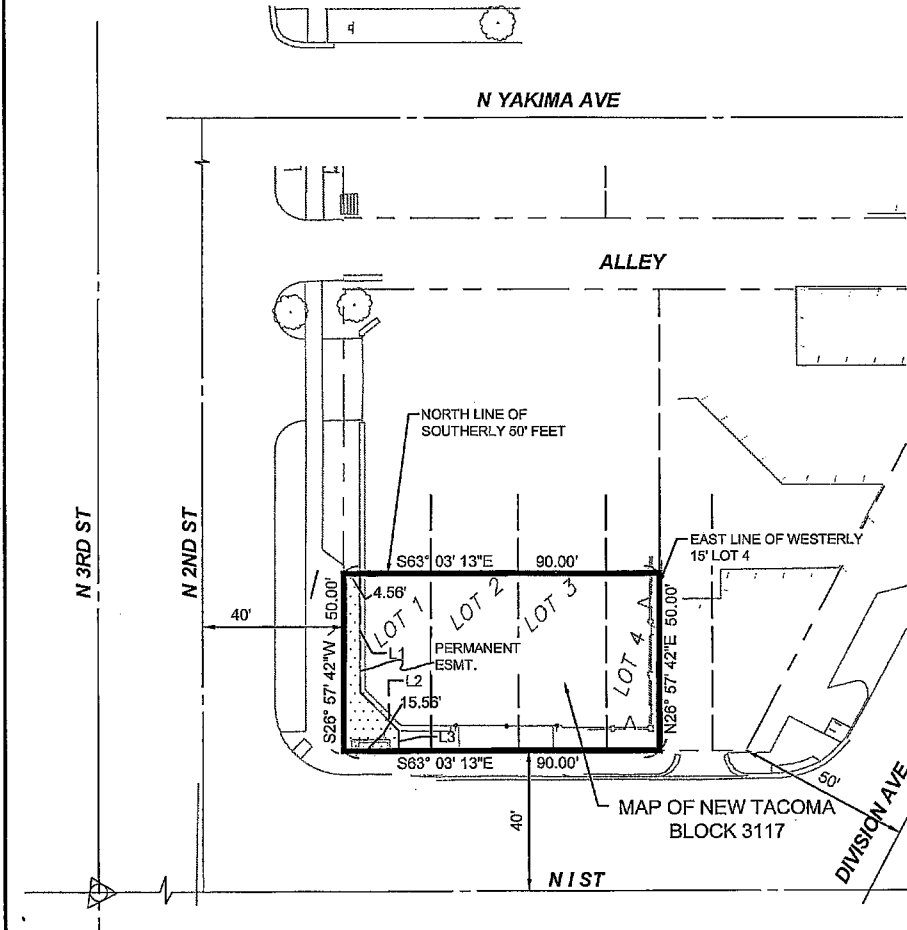 N YAKIMA AVE
ALLEY
NORTH LINE OF
SOUTHERLY 50' FEET
N 3RD ST
N 2ND ST
EAST LINE OF WESTERLY
15' LOT 4
S63° 03' 13"E 90.00'
4.56'
40'
S26° 57' 42"W 50.00'
LOT 1
LOT 2
LOT 3
LOT 4
N26° 57' 42"E 50.00'
L1
PERMANENT
ESMT.
L2
15.56'
L3
S63° 03' 13"E 90.00'
40'
50'
MAP OF NEW TACOMA
BLOCK 3117
DIVISION AVE
N I ST